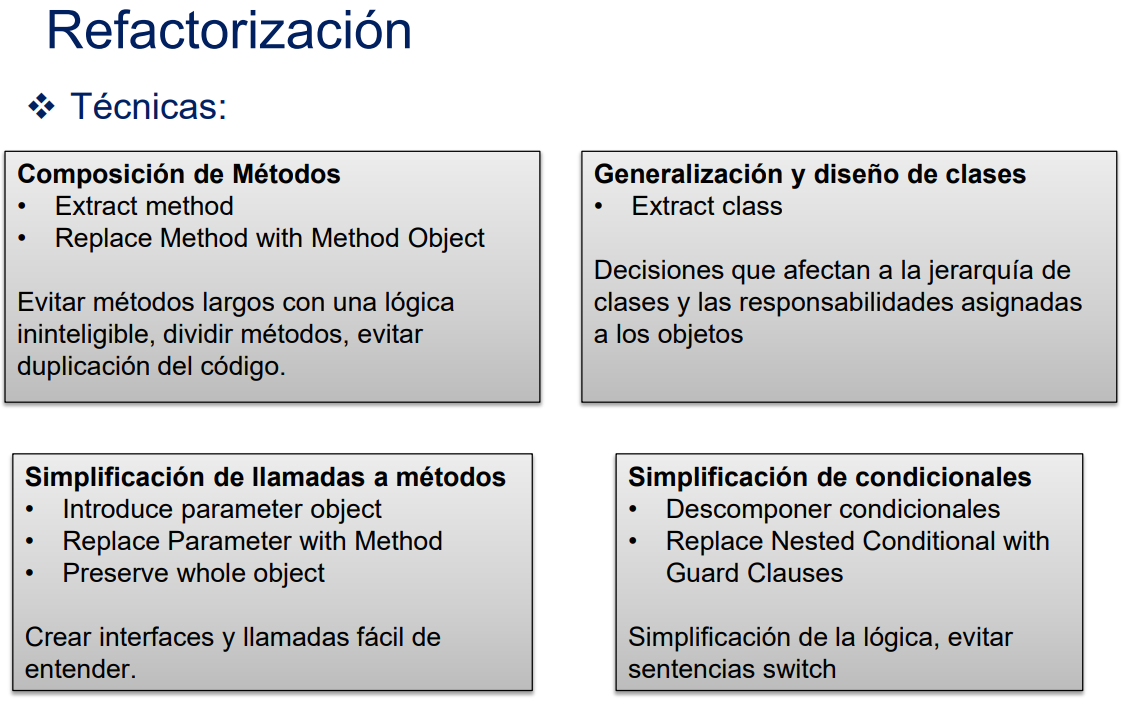 Refactorización
❖ Técnicas:
Composición de Métodos
• Extract method
• Replace Method with Method Object
Evitar métodos largos con una lógica
ininteligible, dividir métodos, evitar
duplicación del código.
Generalización y diseño de clases
• Extract class
Decisiones que afectan a la jerarquía de
clases y las responsabilidades asignadas
a los objetos
Simplificación de llamadas a métodos
• Introduce parameter object
• Replace Parameter with Method
• Preserve whole object
Crear interfaces y llamadas fácil de
entender.
Simplificación de condicionales
• Descomponer condicionales
• Replace Nested Conditional with
Guard Clauses
Simplificación de la lógica, evitar
sentencias switch